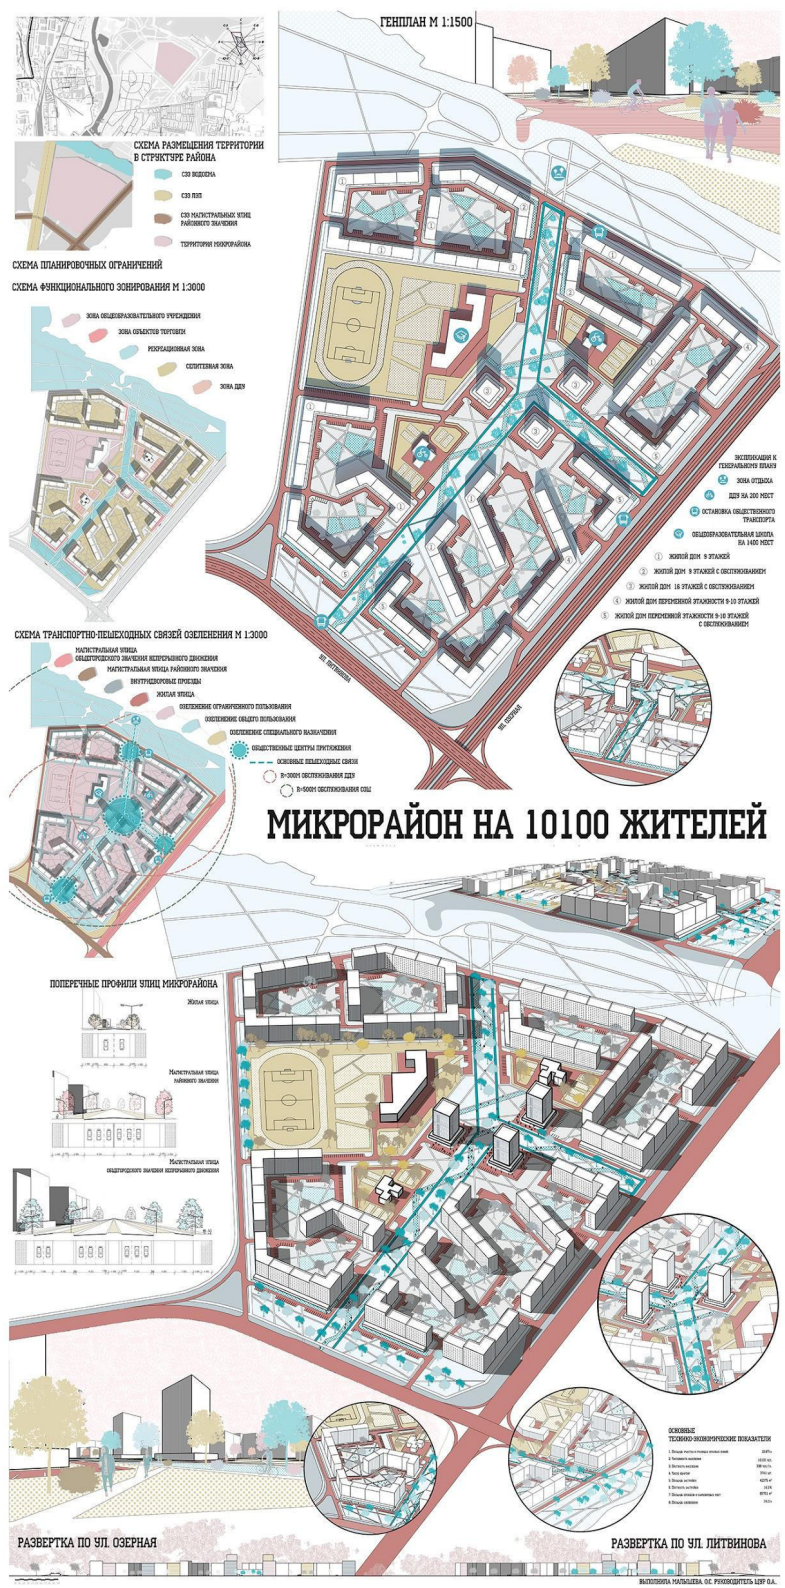 ГЕНПЛАН М 1:1500
СХЕМА РАЗМЕЩЕНИЯ ТЕРРИТОРИИ
В СТРУКТУРЕ РАЙОНА
СЗЗ ВОДОЕМА
СЗЗ ЛЭП
СЗЗ МАГИСТРАЛЬНЫХ УЛИЦ
РАЙОННОГО ЗНАЧЕНИЯ
ТЕРРИТОРИЯ МИКРОРАЙОНА
СХЕМА ПЛАНИРОВОЧНЫХ ОГРАНИЧЕНИЙ
СХЕМА ФУНКЦИОНАЛЬНОГО ЗОНИРОВАНИЯ М 1:3000
ЗОНА ОБЩЕОБРАЗОВАТЕЛЬНОГО УЧРЕЖДЕНИЯ
ЗОНА ОБЪЕКТОВ ТОРГОВЛИ
РЕКРЕАЦИОННАЯ ЗОНА
СЕЛИТЕБНАЯ ЗОНА
ЗОНА ДДУ
ЭКСПЛИКАЦИЯ К
ГЕНЕРАЛЬНОМУ ПЛАНУ
ЗОНА ОТДЫХА
ДДУ НА 200 МЕСТ
ОСТАНОВКА ОБЩЕСТВЕННОГО
ТРАНСПОРТА
ОБЩЕОБРАЗОВАТЕЛЬНАЯ ШКОЛА
НА 1400 МЕСТ
1 ЖИЛОЙ ДОМ 9 ЭТАЖЕЙ
2 ЖИЛОЙ ДОМ 9 ЭТАЖЕЙ С ОБСЛУЖИВАНИЕМ
3 ЖИЛОЙ ДОМ 16 ЭТАЖЕЙ С ОБСЛУЖИВАНИЕМ
4 ЖИЛОЙ ДОМ ПЕРЕМЕННОЙ ЭТАЖНОСТИ 9-10 ЭТАЖЕЙ
5 ЖИЛОЙ ДОМ ПЕРЕМЕННОЙ ЭТАЖНОСТИ 9-10 ЭТАЖЕЙ
С ОБСЛУЖИВАНИЕМ
УЛ. ЛИТВИНОВА
УЛ. ОЗЕРНАЯ
СХЕМА ТРАНСПОРТНО-ПЕШЕХОДНЫХ СВЯЗЕЙ ОЗЕЛЕНЕНИЯ М 1:3000
МАГИСТРАЛЬНАЯ УЛИЦА
ОБЩЕГОРОДСКОГО ЗНАЧЕНИЯ НЕПРЕРЫВНОГО ДВИЖЕНИЯ
МАГИСТРАЛЬНАЯ УЛИЦА РАЙОННОГО ЗНАЧЕНИЯ
ВНУТРИДВОРОВЫЕ ПРОЕЗДЫ
ЖИЛАЯ УЛИЦА
ОЗЕЛЕНЕНИЕ ОГРАНИЧЕННОГО ПОЛЬЗОВАНИЯ
ОЗЕЛЕНЕНИЕ ОБЩЕГО ПОЛЬЗОВАНИЯ
ОЗЕЛЕНЕНИЕ СПЕЦИАЛЬНОГО НАЗНАЧЕНИЯ
ОБЩЕСТВЕННЫЕ ЦЕНТРЫ ПРИТЯЖЕНИЯ
ОСНОВНЫЕ ПЕШЕХОДНЫЕ СВЯЗИ
R=300М ОБСЛУЖИВАНИЯ ДДУ
R=500М ОБСЛУЖИВАНИЯ СОШ
МИКРОРАЙОН НА 10100 ЖИТЕЛЕЙ
ПОПЕРЕЧНЫЕ ПРОФИЛИ УЛИЦ МИКРОРАЙОНА
ЖИЛАЯ УЛИЦА
МАГИСТРАЛЬНАЯ УЛИЦА
РАЙОННОГО ЗНАЧЕНИЯ
МАГИСТРАЛЬНАЯ УЛИЦА
ОБЩЕГОРОДСКОГО ЗНАЧЕНИЯ НЕПРЕРЫВНОГО ДВИЖЕНИЯ
ОСНОВНЫЕ
ТЕХНИКО-ЭКОНОМИЧЕСКИЕ ПОКАЗАТЕЛИ
РАЗВЕРТКА ПО УЛ. ОЗЕРНАЯ
РАЗВЕРТКА ПО УЛ. ЛИТВИНОВА
ВЫПОЛНИЛА МАЛЫШЕВА. О.С. РУКОВОДИТЕЛЬ